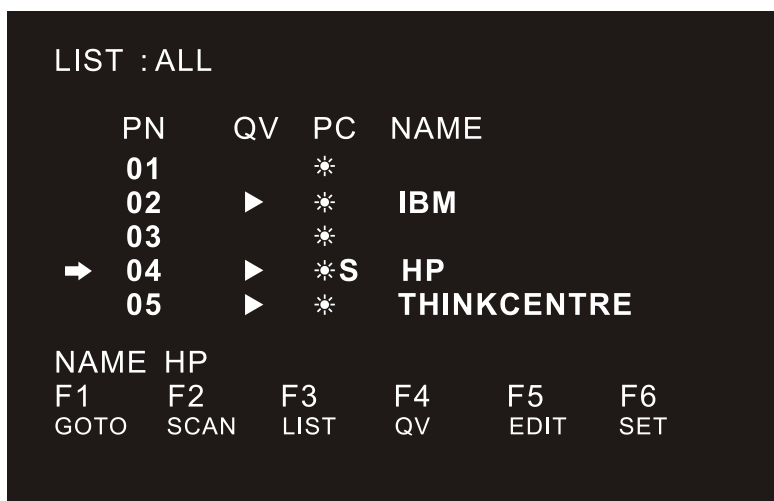 LIST : ALL
PN QV PC NAME
01 ☀
02 ▶ ☀ IBM
03 ☀
➡ 04 ▶ ☀S HP
05 ▶ ☀ THINKCENTRE
NAME HP
F1 F2 F3 F4 F5 F6
GOTO SCAN LIST QV EDIT SET